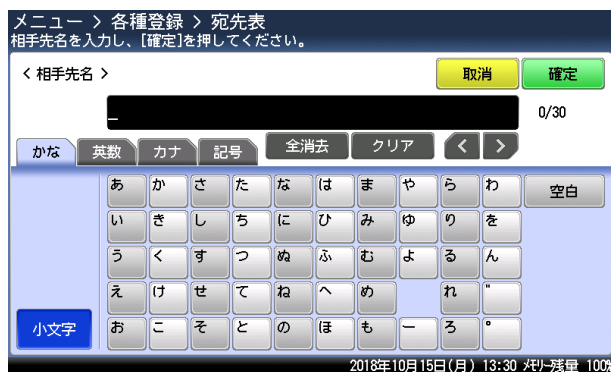 メニュー > 各種登録 > 宛先表
相手先名を入力し、[確定]を押してください。
< 相手先名 >
取消
確定
_
0/30
かな
英数
カナ
記号
全消去
クリア
<
>
あ か さ た な は ま や ら わ
空白
い き し ち に ひ み ゆ り を
う く す つ ぬ ふ む よ る ん
え け せ て ね へ め れ ゛
小文字
お こ そ と の ほ も ー ろ ゜
2018年10月15日(月) 13:30 メモリー残量 100%